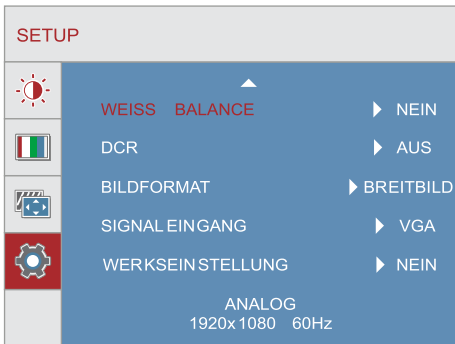 SETUP
WEISS BALANCE NEIN
DCR AUS
BILDFORMAT BREITBILD
SIGNAL EINGANG VGA
WERKSEINSTELLUNG NEIN
ANALOG
1920x1080 60Hz